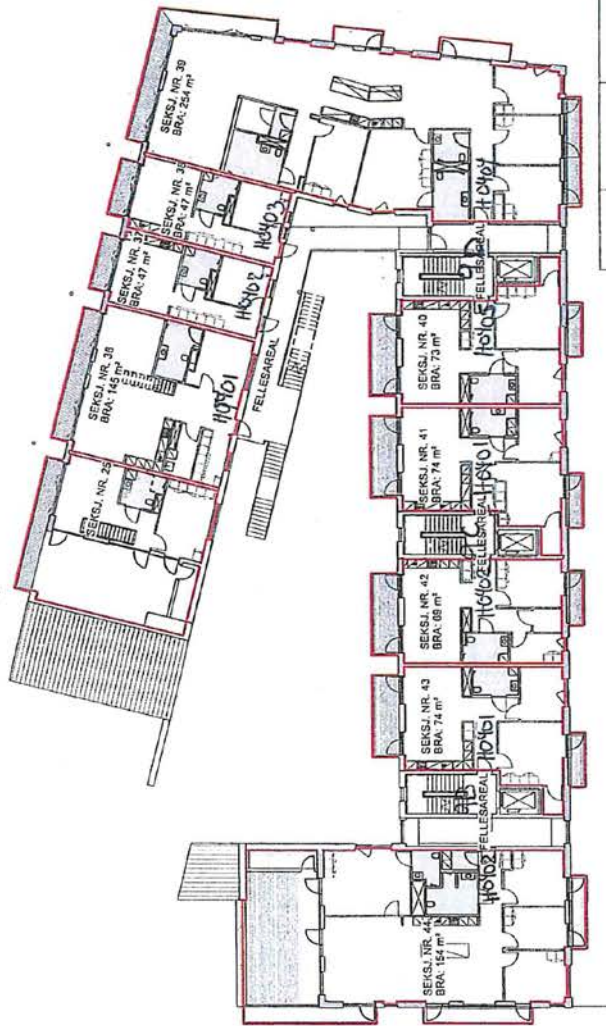 SEKSJ. NR. 39
BRA: 254 m²
SEKSJ. NR. 38
BRA: 47 m²
H0403
H0404
SEKSJ. NR. 37
BRA: 47 m²
H0402
SEKSJ. NR. 36
BRA: 145 m²
H0401
SEKSJ. NR. 25
FELLESAREAL
FELLESAREAL
SEKSJ. NR. 40
BRA: 73 m²
H0405
SEKSJ. NR. 41
BRA: 74 m²
H0401
FELLESAREAL
SEKSJ. NR. 42
BRA: 69 m²
H0402
SEKSJ. NR. 43
BRA: 74 m²
H0401
FELLESAREAL
SEKSJ. NR. 44
BRA: 154 m²
H0402